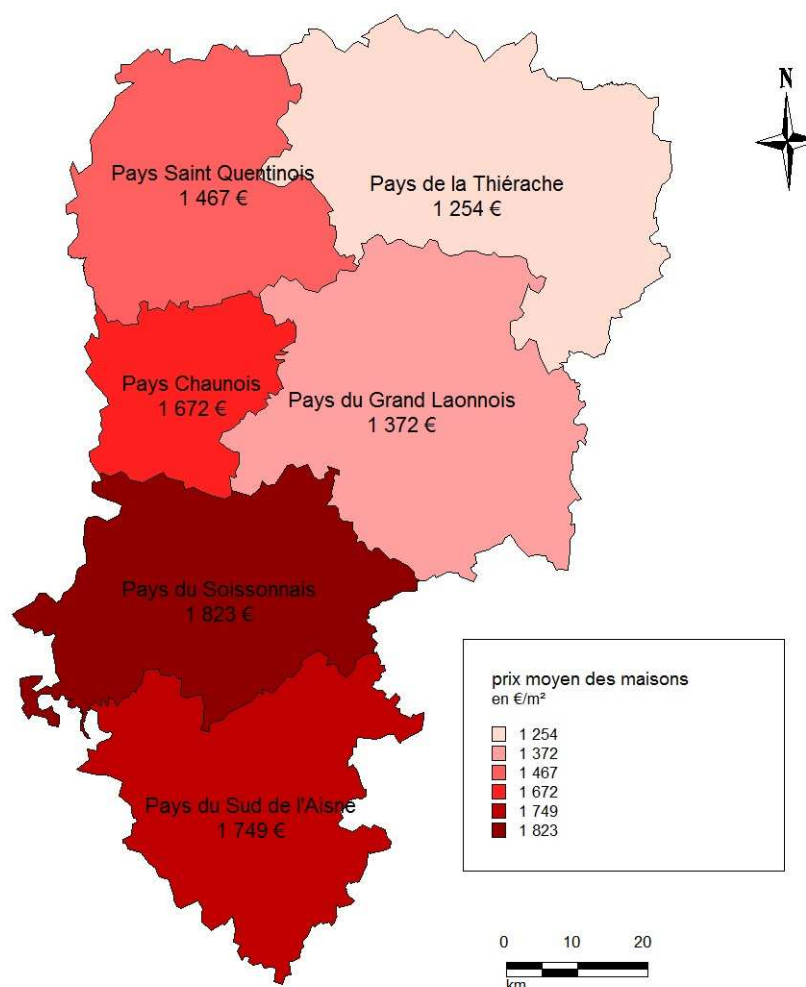 N
Pays Saint Quentinois
1 467 €
Pays de la Thiérache
1 254 €
Pays Chaunois
1 672 €
Pays du Grand Laonnois
1 372 €
Pays du Soissonnais
1 823 €
Pays du Sud de l'Aisne
1 749 €
prix moyen des maisons
en €/m²
1 254
1 372
1 467
1 672
1 749
1 823
0 10 20
km